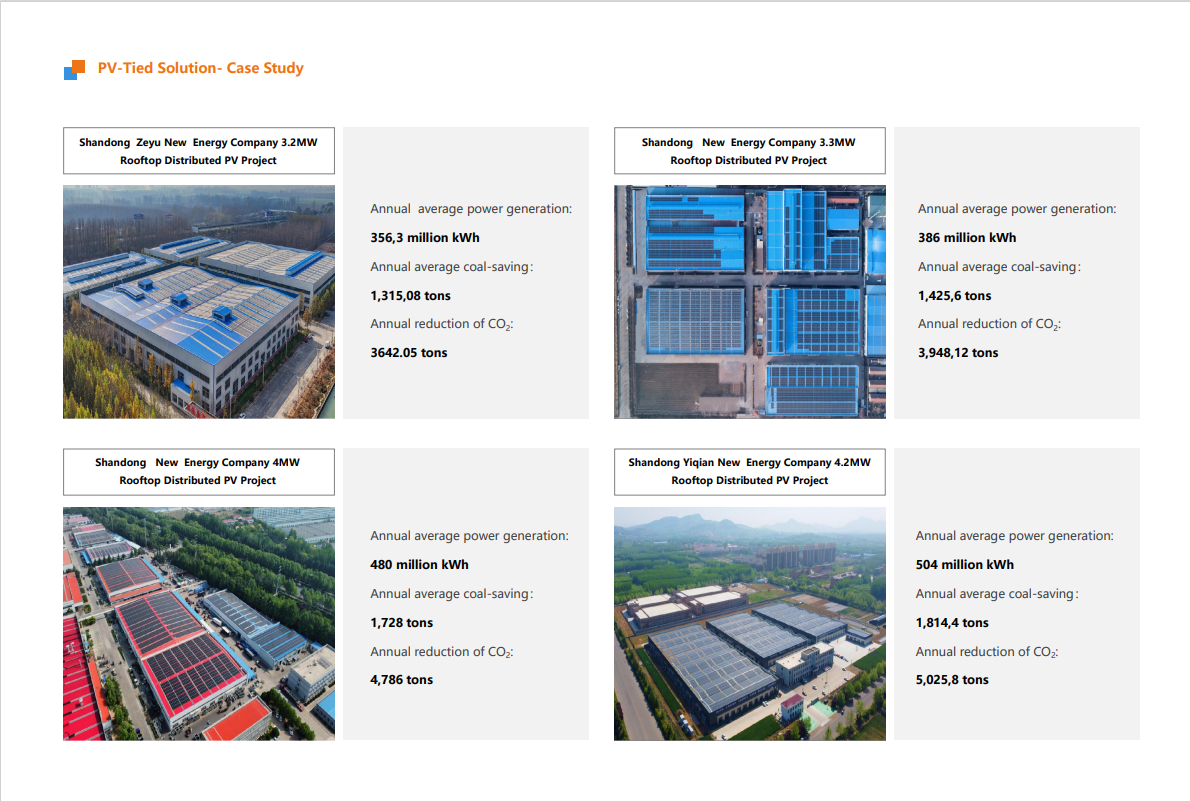 PV-Tied Solution- Case Study
Shandong Zeyu New Energy Company 3.2MW
Rooftop Distributed PV Project
Annual average power generation:
356,3 million kWh
Annual average coal-saving:
1,315,08 tons
Annual reduction of CO₂:
3642.05 tons
Shandong New Energy Company 3.3MW
Rooftop Distributed PV Project
Annual average power generation:
386 million kWh
Annual average coal-saving:
1,425,6 tons
Annual reduction of CO₂:
3,948,12 tons
Shandong New Energy Company 4MW
Rooftop Distributed PV Project
Annual average power generation:
480 million kWh
Annual average coal-saving:
1,728 tons
Annual reduction of CO₂:
4,786 tons
Shandong Yiqian New Energy Company 4.2MW
Rooftop Distributed PV Project
Annual average power generation:
504 million kWh
Annual average coal-saving:
1,814,4 tons
Annual reduction of CO₂:
5,025,8 tons